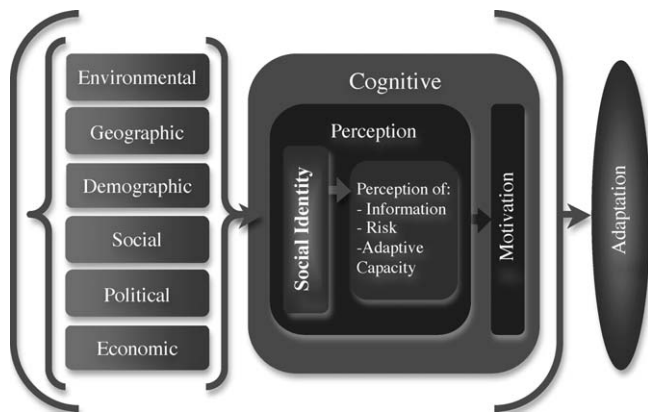 Environmental
Geographic
Demographic
Social
Political
Economic
Cognitive
Perception
Social Identity
Perception of:
- Information
- Risk
-Adaptive
Capacity
Motivation
Adaptation